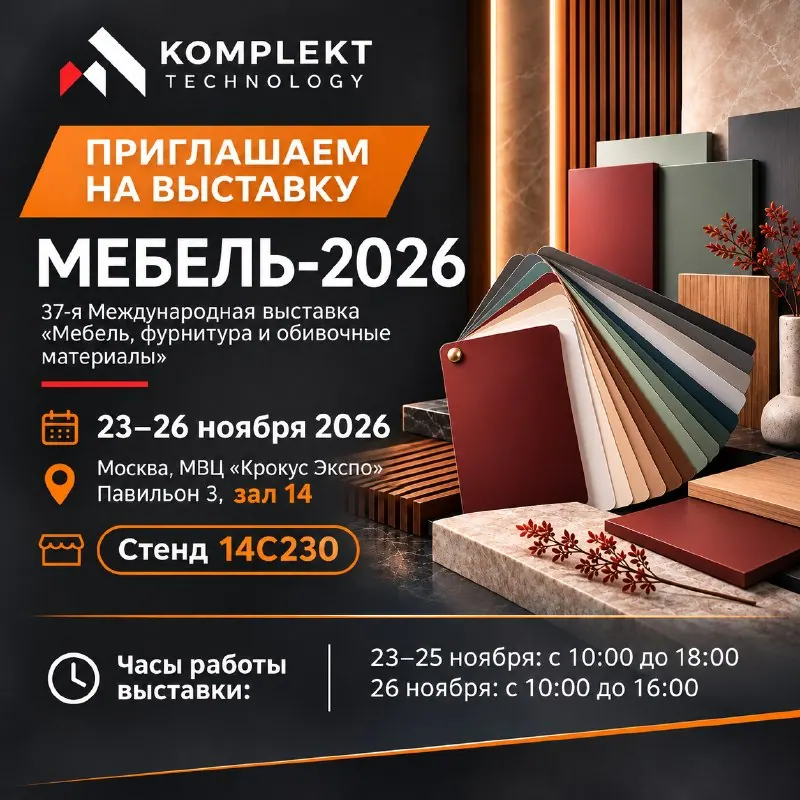 KOMPLEKT
TECHNOLOGY
ПРИГЛАШАЕМ
НА ВЫСТАВКУ
МЕБЕЛЬ-2026
37-я Международная выставка
«Мебель, фурнитура и обивочные
материалы»
23–26 ноября 2026
Москва, МВЦ «Крокус Экспо»
Павильон 3, зал 14
Стенд 14С230
Часы работы
выставки:
23–25 ноября: с 10:00 до 18:00
26 ноября: с 10:00 до 16:00